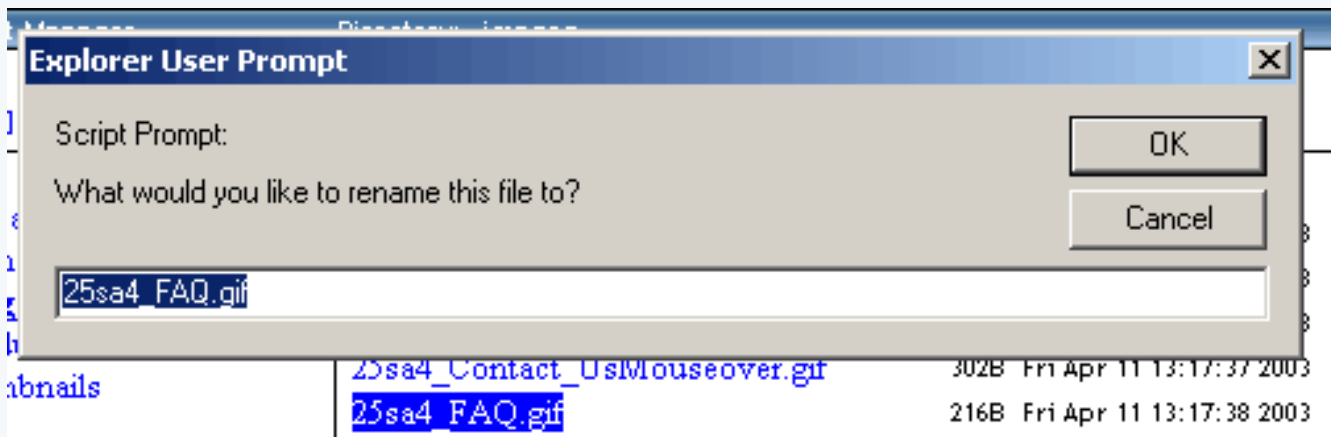 Explorer User Prompt
Script Prompt:
OK
What would you like to rename this file to?
Cancel
25sa4_FAQ.gif
25sa4_Contact_UsMouseover.gif 302B Fri Apr 11 13:17:37 2003
25sa4_FAQ.gif 216B Fri Apr 11 13:17:38 2003